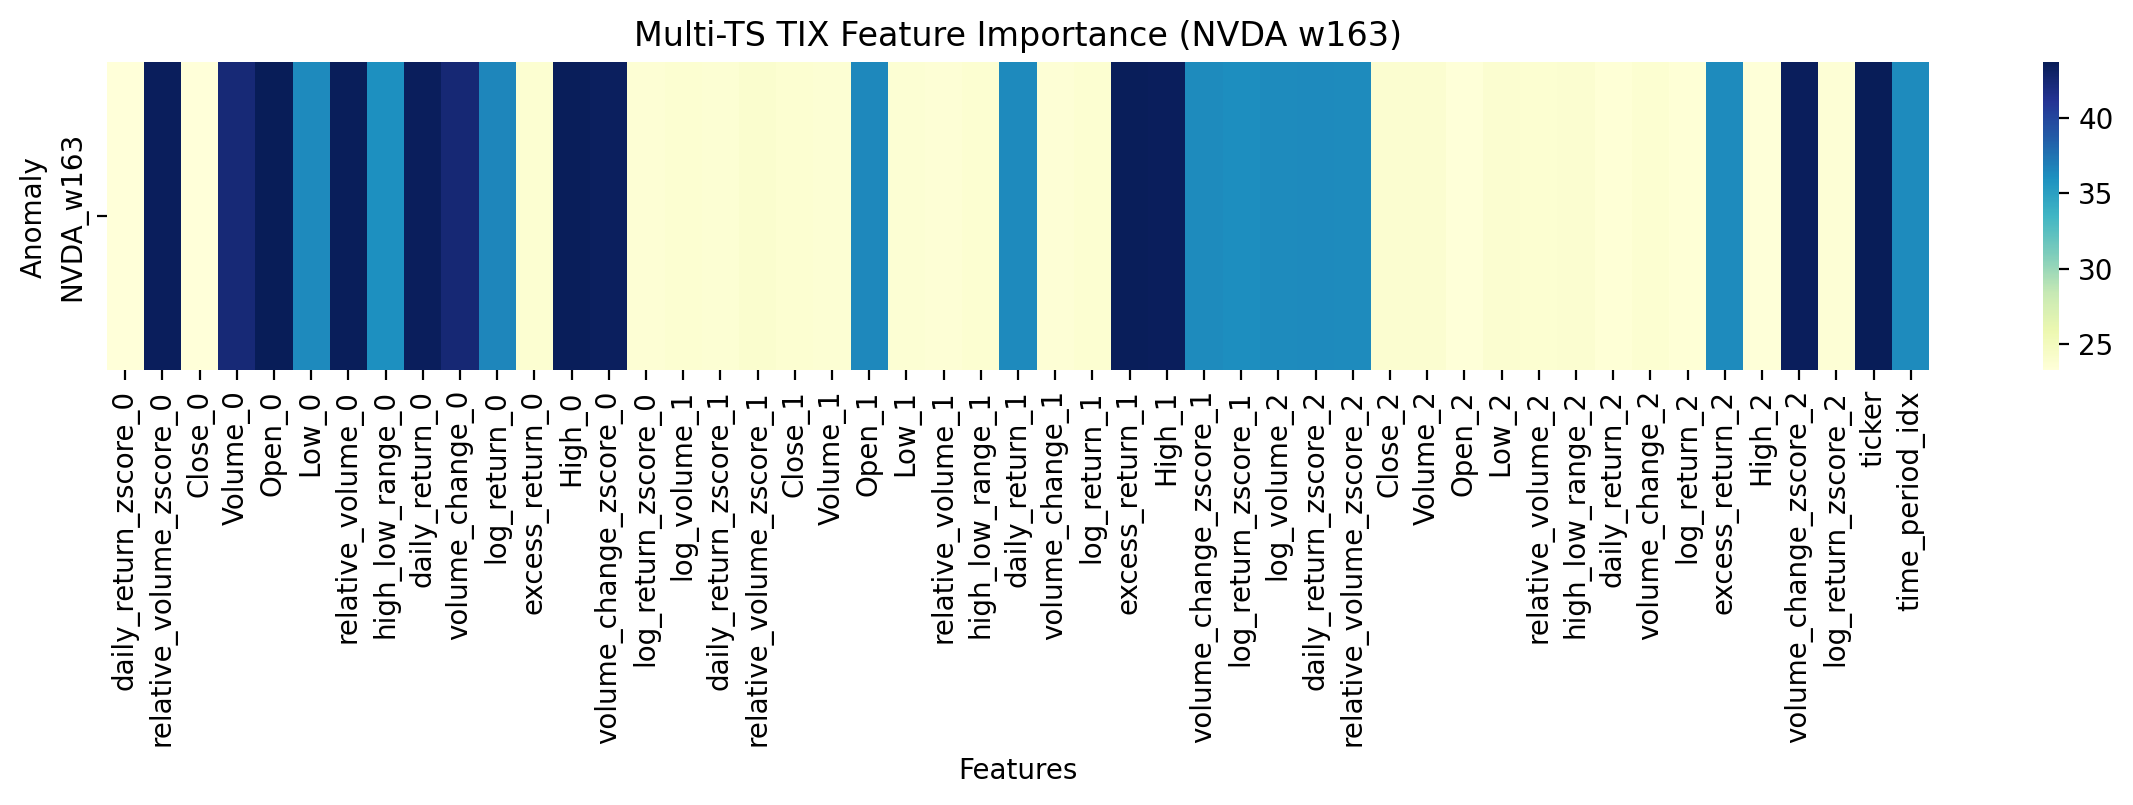 Multi-TS TIX Feature Importance (NVDA w163)
Anomaly
NVDA_w163
40
35
30
25
daily_return_zscore_0
relative_volume_zscore_0
Close_0
Volume_0
Open_0
Low_0
relative_volume_0
high_low_range_0
daily_return_0
volume_change_0
log_return_0
excess_return_0
High_0
volume_change_zscore_0
log_return_zscore_0
log_volume_1
daily_return_zscore_1
relative_volume_zscore_1
Close_1
Volume_1
Open_1
Low_1
relative_volume_1
high_low_range_1
daily_return_1
volume_change_1
log_return_1
excess_return_1
High_1
volume_change_zscore_1
log_return_zscore_1
log_volume_2
daily_return_zscore_2
relative_volume_zscore_2
Close_2
Volume_2
Open_2
Low_2
relative_volume_2
high_low_range_2
daily_return_2
volume_change_2
log_return_2
excess_return_2
High_2
volume_change_zscore_2
log_return_zscore_2
ticker
time_period_idx
Features